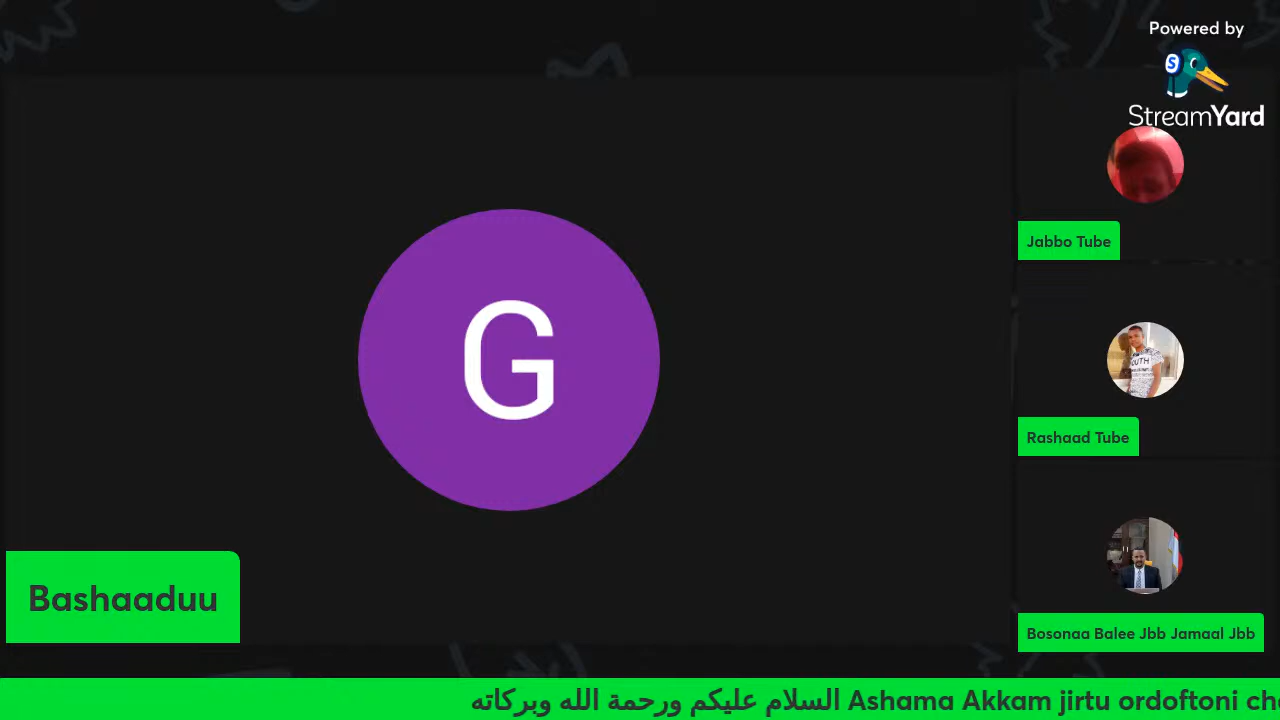 Powered by
StreamYard
Jabbo Tube
G
OUTH
Rashaad Tube
Bashaaduu
Bosonaa Balee Jbb Jamaal Jbb
السلام عليكم ورحمة الله وبركاته Ashama Akkam jirtu ordoftoni